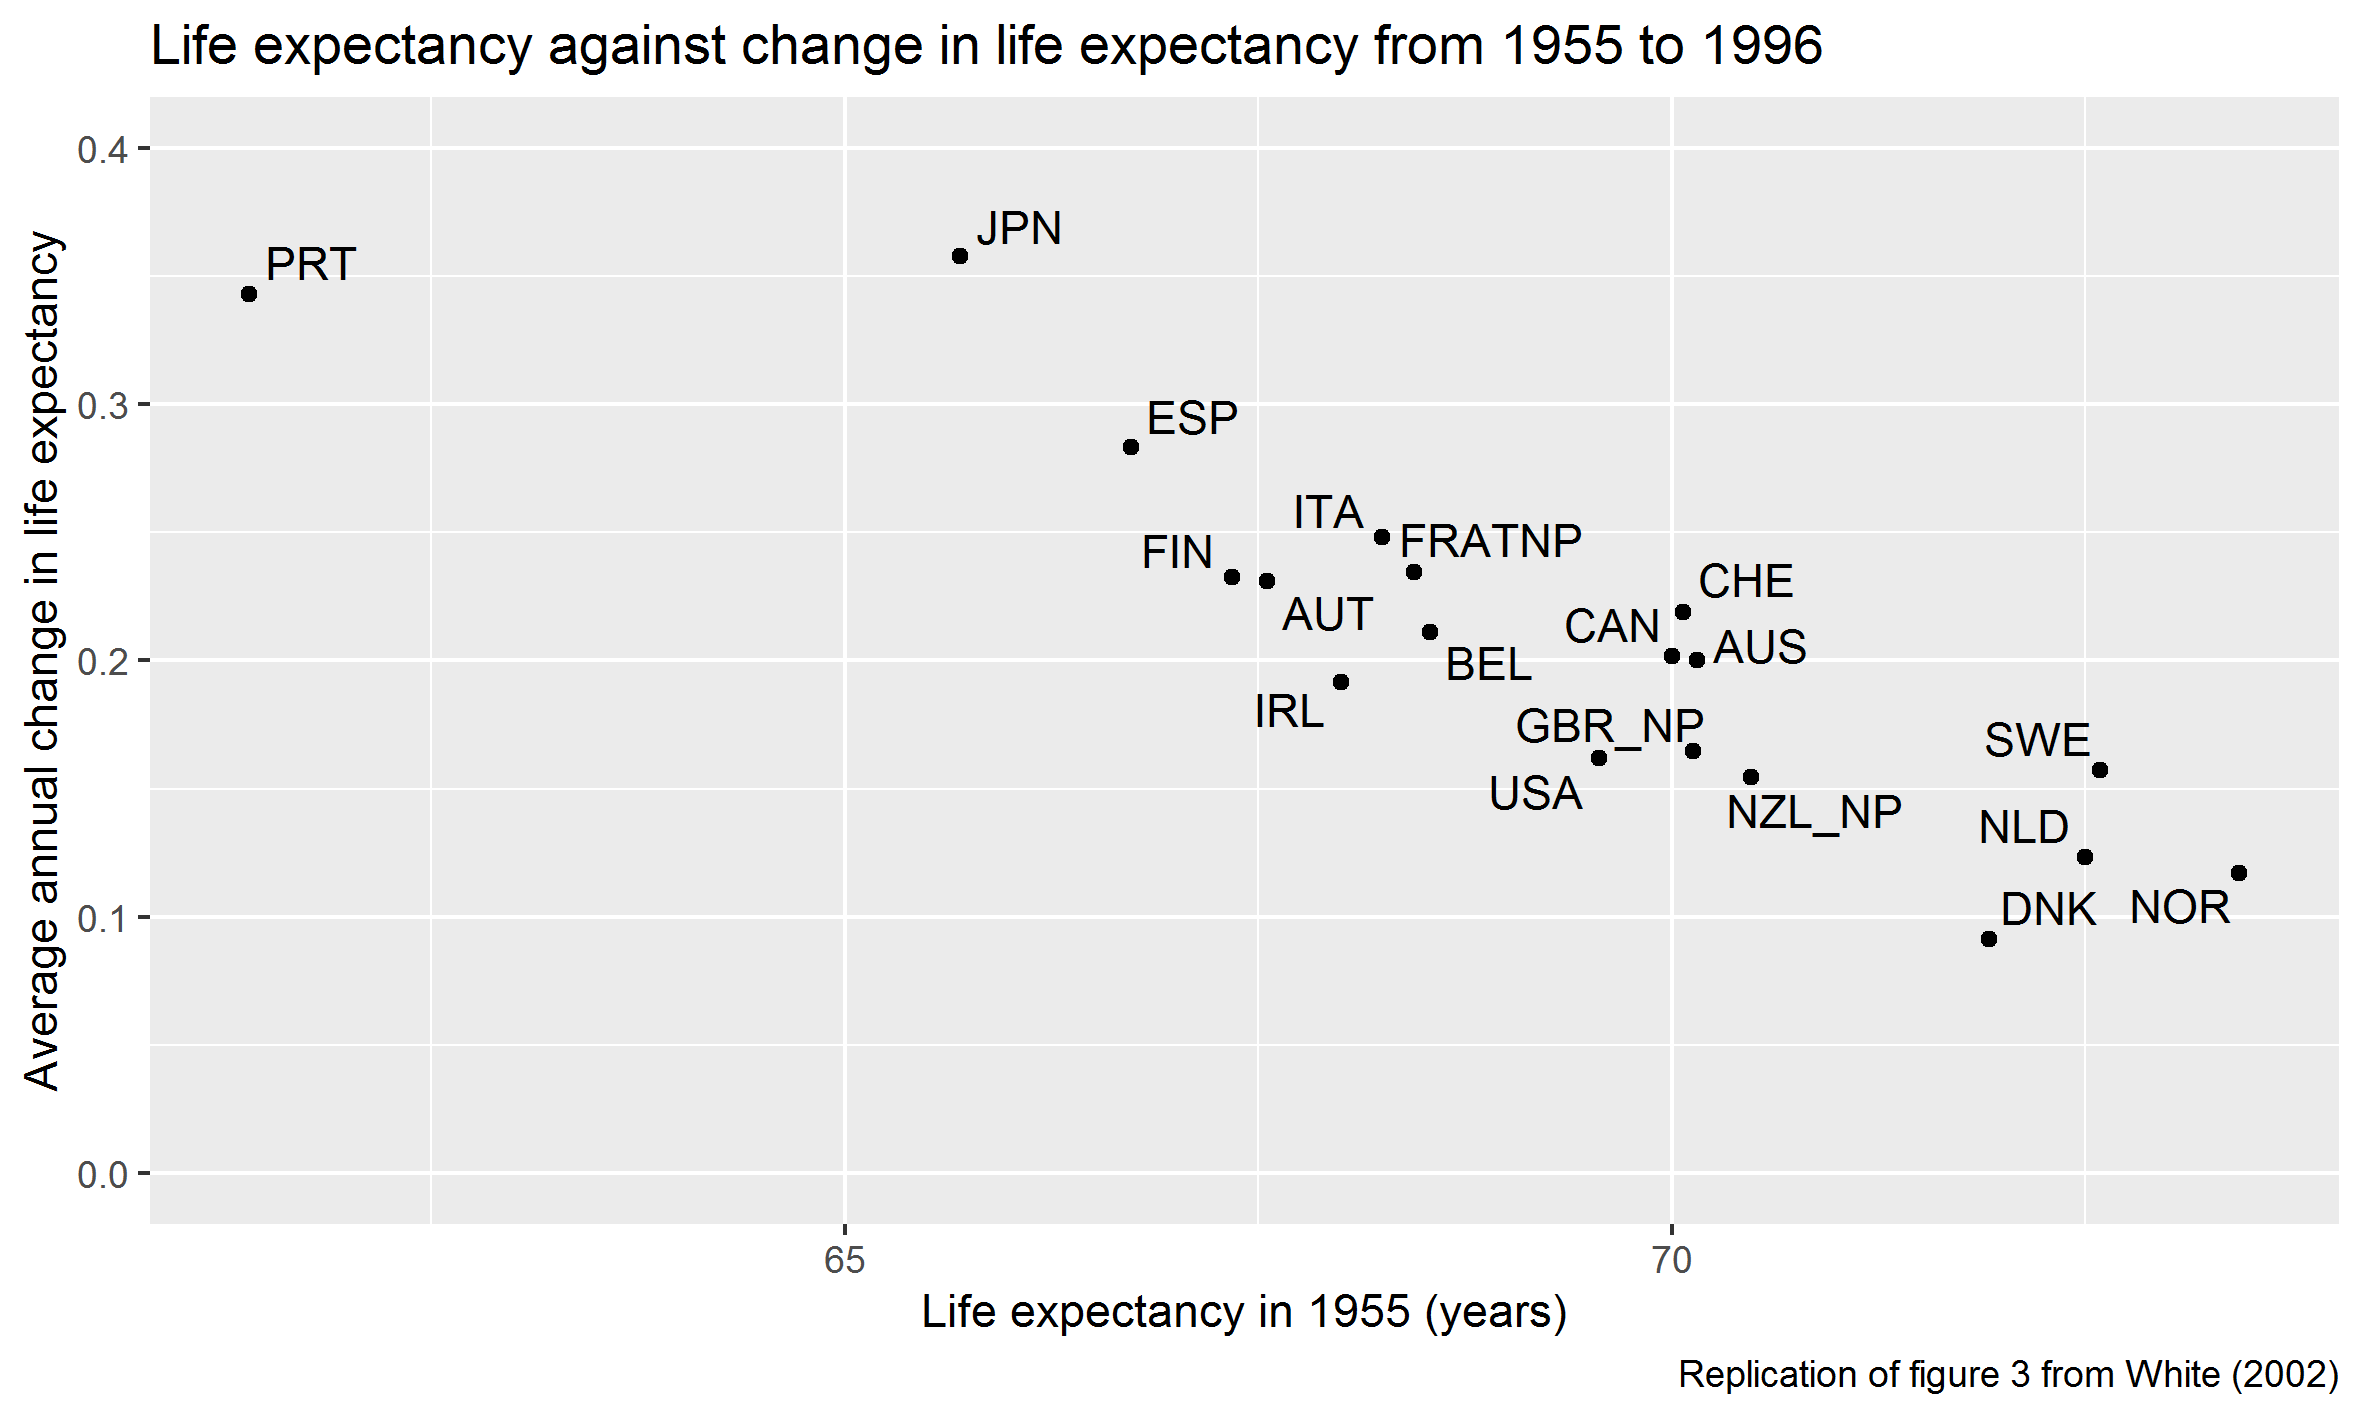 Life expectancy against change in life expectancy from 1955 to 1996
Average annual change in life expectancy
0.4
0.3
0.2
0.1
0.0
JPN
PRT
ESP
ITA
FRATNP
FIN
CHE
AUT
CAN
AUS
BEL
IRL
GBR_NP
SWE
USA
NZL_NP
NLD
DNK
NOR
65
70
Life expectancy in 1955 (years)
Replication of figure 3 from White (2002)